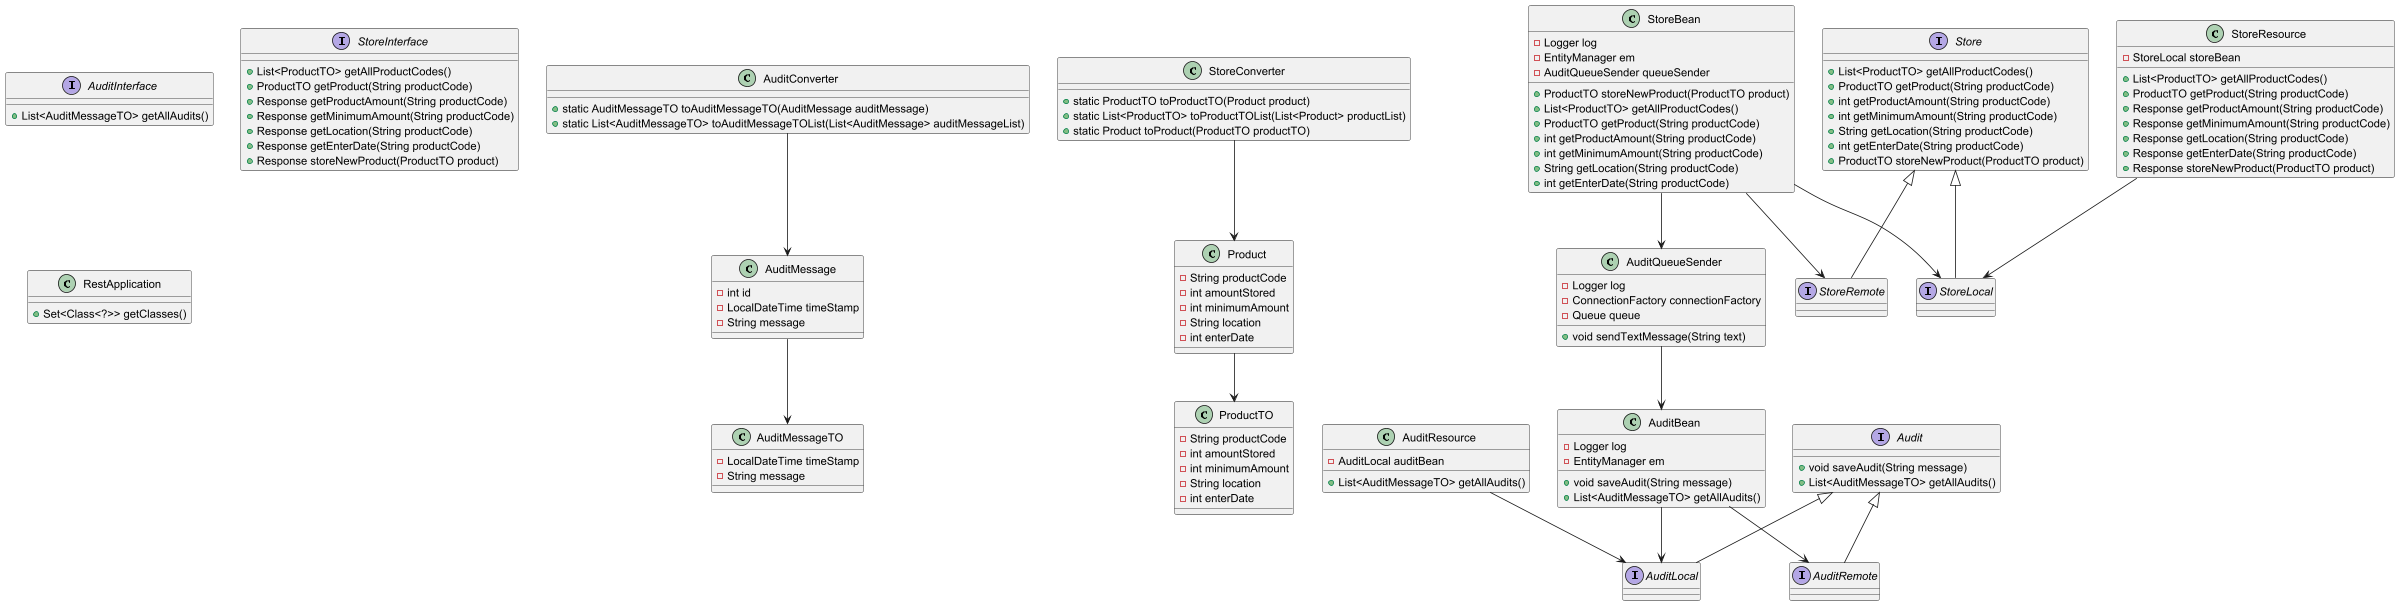 AuditInterface
List<AuditMessageTO> getAllAudits()
StoreInterface
List<ProductTO> getAllProductCodes()
ProductTO getProduct(String productCode)
Response getProductAmount(String productCode)
Response getMinimumAmount(String productCode)
Response getLocation(String productCode)
Response getEnterDate(String productCode)
Response storeNewProduct(ProductTO product)
AuditConverter
static AuditMessageTO toAuditMessageTO(AuditMessage auditMessage)
static List<AuditMessageTO> toAuditMessageTOList(List<AuditMessage> auditMessageList)
StoreConverter
static ProductTO toProductTO(Product product)
static List<ProductTO> toProductTOList(List<Product> productList)
static Product toProduct(ProductTO productTO)
StoreBean
Logger log
EntityManager em
AuditQueueSender queueSender
ProductTO storeNewProduct(ProductTO product)
List<ProductTO> getAllProductCodes()
ProductTO getProduct(String productCode)
int getProductAmount(String productCode)
int getMinimumAmount(String productCode)
String getLocation(String productCode)
int getEnterDate(String productCode)
Store
List<ProductTO> getAllProductCodes()
ProductTO getProduct(String productCode)
int getProductAmount(String productCode)
int getMinimumAmount(String productCode)
String getLocation(String productCode)
int getEnterDate(String productCode)
ProductTO storeNewProduct(ProductTO product)
StoreResource
StoreLocal storeBean
List<ProductTO> getAllProductCodes()
ProductTO getProduct(String productCode)
Response getProductAmount(String productCode)
Response getMinimumAmount(String productCode)
Response getLocation(String productCode)
Response getEnterDate(String productCode)
Response storeNewProduct(ProductTO product)
RestApplication
Set<Class<?>> getClasses()
AuditMessage
int id
LocalDateTime timeStamp
String message
Product
String productCode
int amountStored
int minimumAmount
String location
int enterDate
AuditQueueSender
Logger log
ConnectionFactory connectionFactory
Queue queue
void sendTextMessage(String text)
StoreRemote
StoreLocal
AuditMessageTO
LocalDateTime timeStamp
String message
ProductTO
String productCode
int amountStored
int minimumAmount
String location
int enterDate
AuditResource
AuditLocal auditBean
List<AuditMessageTO> getAllAudits()
AuditBean
Logger log
EntityManager em
void saveAudit(String message)
List<AuditMessageTO> getAllAudits()
Audit
void saveAudit(String message)
List<AuditMessageTO> getAllAudits()
AuditLocal
AuditRemote